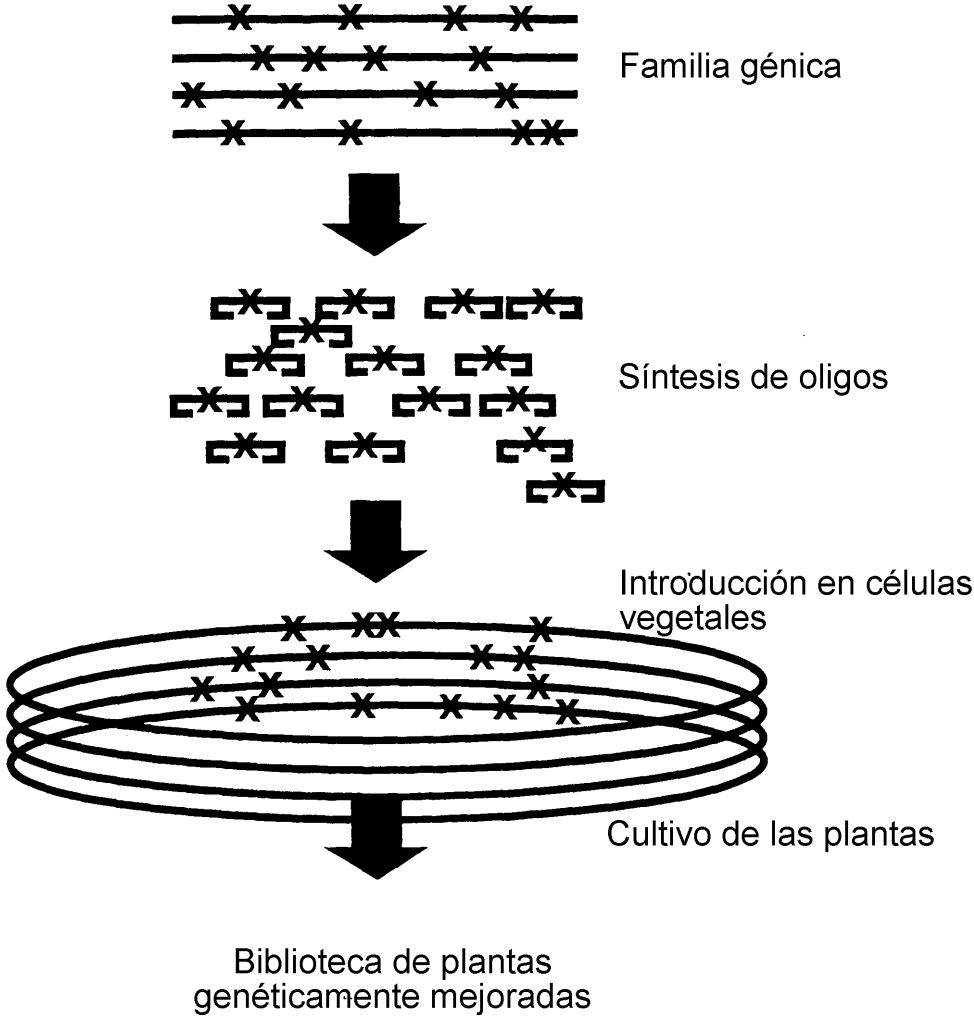 Familia génica
Síntesis de oligos
Introducción en células
vegetales
Cultivo de las plantas
Biblioteca de plantas
genéticamente mejoradas